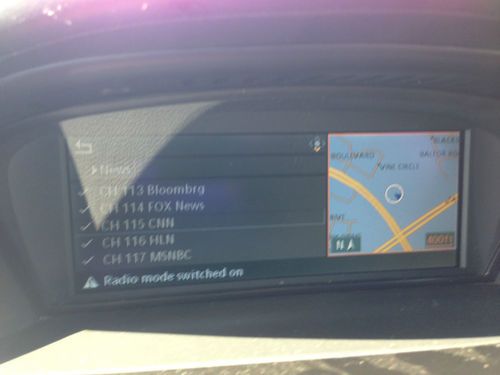 News
CH 113 Bloombrg
CH 114 FOX News
CH 115 CNN
CH 116 HLN
CH 117 MSNBC
Radio mode switched on
BOULEVARD
VINE CIRCLE
N
400ft